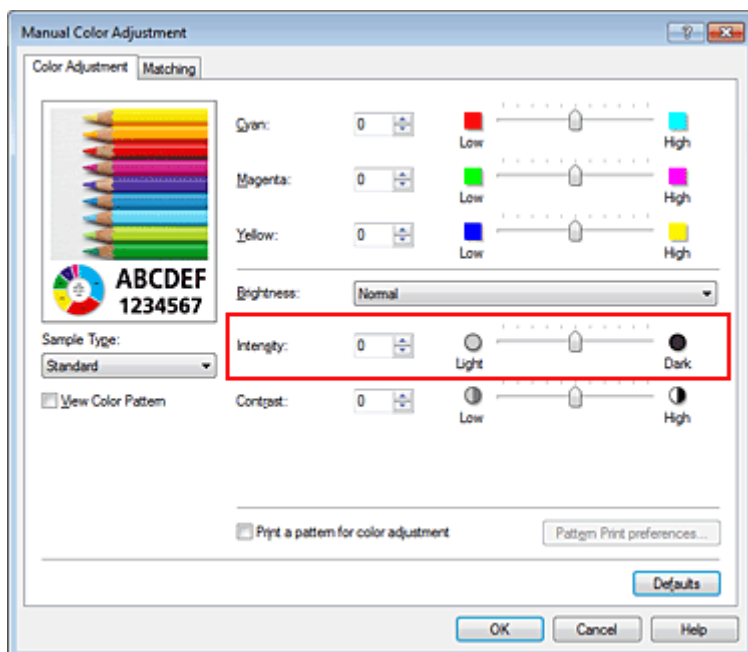 Manual Color Adjustment
Color Adjustment Matching
ABCDEF
1234567
Sample Type:
Standard
View Color Pattern
Cyan: 0 Low High
Magenta: 0 Low High
Yellow: 0 Low High
Brightness: Normal
Intensity: 0 Light Dark
Contrast: 0 Low High
Print a pattern for color adjustment Pattern Print preferences...
Defaults
OK Cancel Help